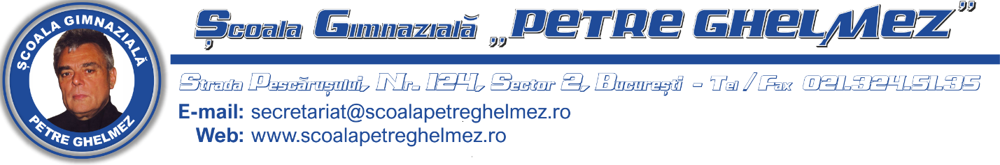 ȘCOALA GIMNAZIALĂ
PETRE GHELMEZ
Școala Gimnazială „PETRE GHELMEZ”
Strada Pescărușului, Nr. 124, Sector 2, București - Tel / Fax 021.324.51.35
E-mail: secretariat@scoalapetreghelmez.ro
Web: www.scoalapetreghelmez.ro